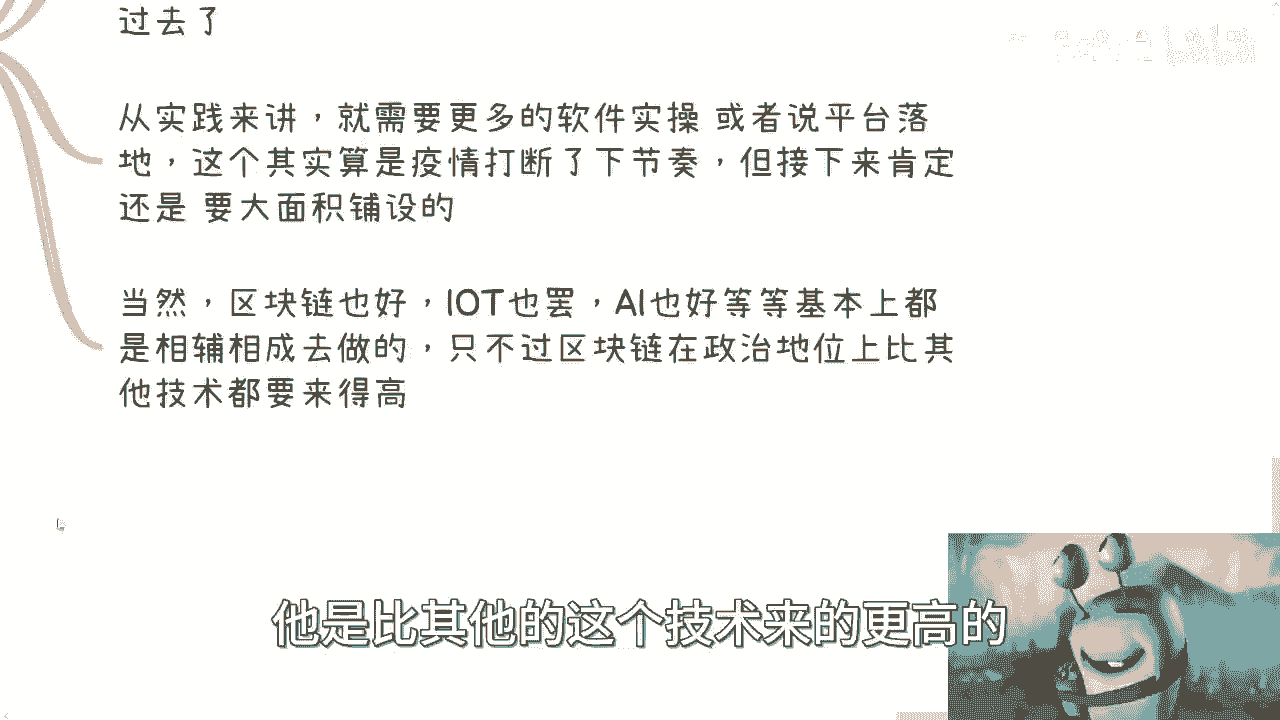 过去了
从实践来讲，就需要更多的软件实操 或者说平台落
地，这个其实算是疫情打断了下节奏，但接下来肯定
还是 要大面积铺设的
当然，区块链也好，IOT也罢，AI也好等等基本上都
是相辅相成去做的，只不过区块链在政治地位上比其
他技术都要来得高
他是比其他的这个技术来的更高的